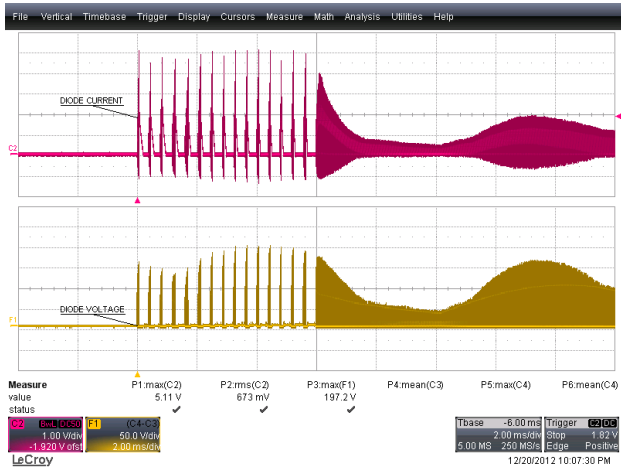 File Vertical Timebase Trigger Display Cursors Measure Math Analysis Utilities Help
DIODE CURRENT
C2
DIODE VOLTAGE
F1
Measure P1:max(C2) P2:rms(C2) P3:max(F1) P4:mean(C3) P5:max(C4) P6:mean(C4)
value 5.11 V 673 mV 197.2 V
status
C2 BwL DC50 F1 (C4-C3) Tbase -6.00 ms Trigger C2 DC
1.00 V/div 50.0 V/div 2.00 ms/div Stop 1.82 V
-1.920 V ofst 2.00 ms/div 5.00 MS 250 MS/s Edge Positive
LeCroy 12/20/2012 10:07:30 PM